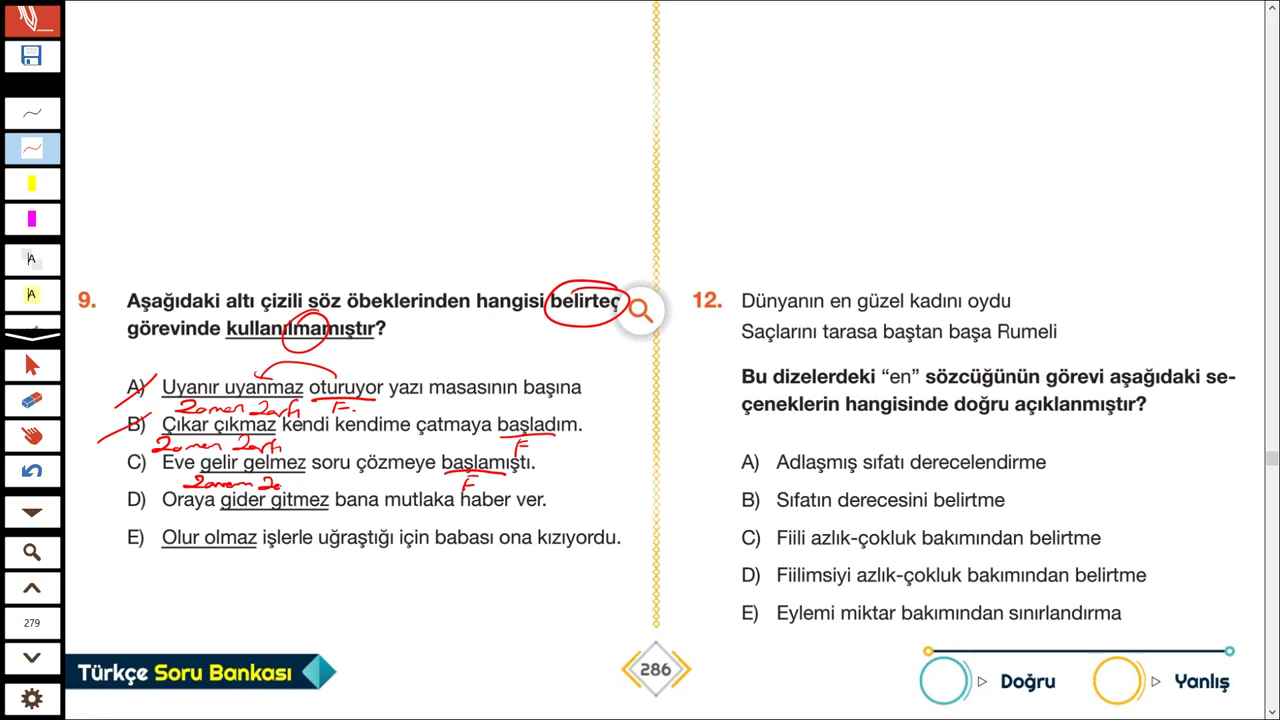 9. Aşağıdaki altı çizili söz öbeklerinden hangisi belirteç
görevinde kullanılmamıştır?
A) Uyanır uyanmaz oturuyor yazı masasının başına
Zaman Zarfı F.
B) Çıkar çıkmaz kendi kendime çatmaya başladım.
Zaman Zarfı F
C) Eve gelir gelmez soru çözmeye başlamıştı.
F
D) Oraya gider gitmez bana mutlaka haber ver.
E) Olur olmaz işlerle uğraştığı için babası ona kızıyordu.
12. Dünyanın en güzel kadını oydu
Saçlarını tarasa baştan başa Rumeli
Bu dizelerdeki “en” sözcüğünün görevi aşağıdaki se-
çeneklerin hangisinde doğru açıklanmıştır?
A) Adlaşmış sıfatı derecelendirme
B) Sıfatın derecesini belirtme
C) Fiili azlık-çokluk bakımından belirtme
D) Fiilimsiyi azlık-çokluk bakımından belirtme
E) Eylemi miktar bakımından sınırlandırma
A
A
279
Türkçe Soru Bankası
286
Doğru
Yanlış